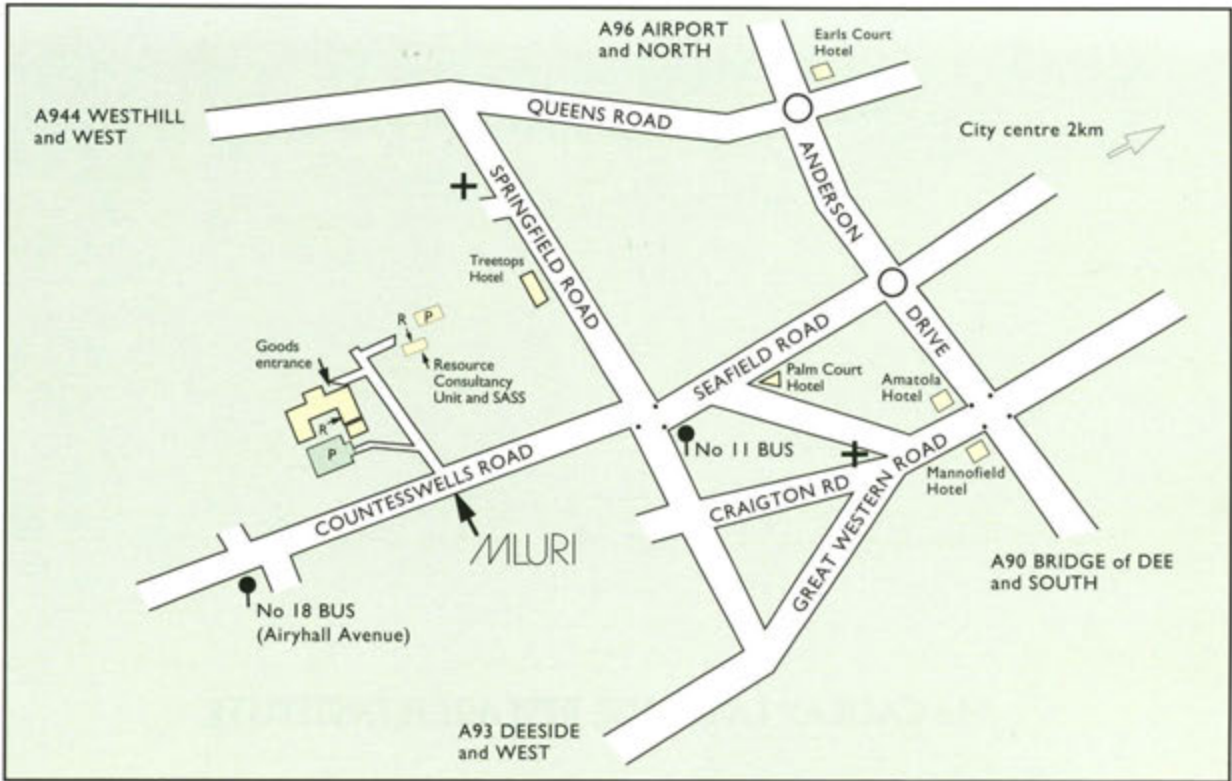 A96 AIRPORT
and NORTH
Earls Court
Hotel
A944 WESTHILL
and WEST
QUEENS ROAD
City centre 2km
ANDERSON
DRIVE
SPRINGFIELD ROAD
Treetops
Hotel
R
P
Goods
entrance
Resource
Consultancy
Unit and SASS
R
P
SEAFIELD ROAD
Palm Court
Hotel
Amatola
Hotel
No 11 BUS
COUNTESSWELLS ROAD
CRAIGTON RD
Mannofield
Hotel
GREAT WESTERN ROAD
MLURI
A90 BRIDGE of DEE
and SOUTH
No 18 BUS
(Airyhall Avenue)
A93 DEESIDE
and WEST